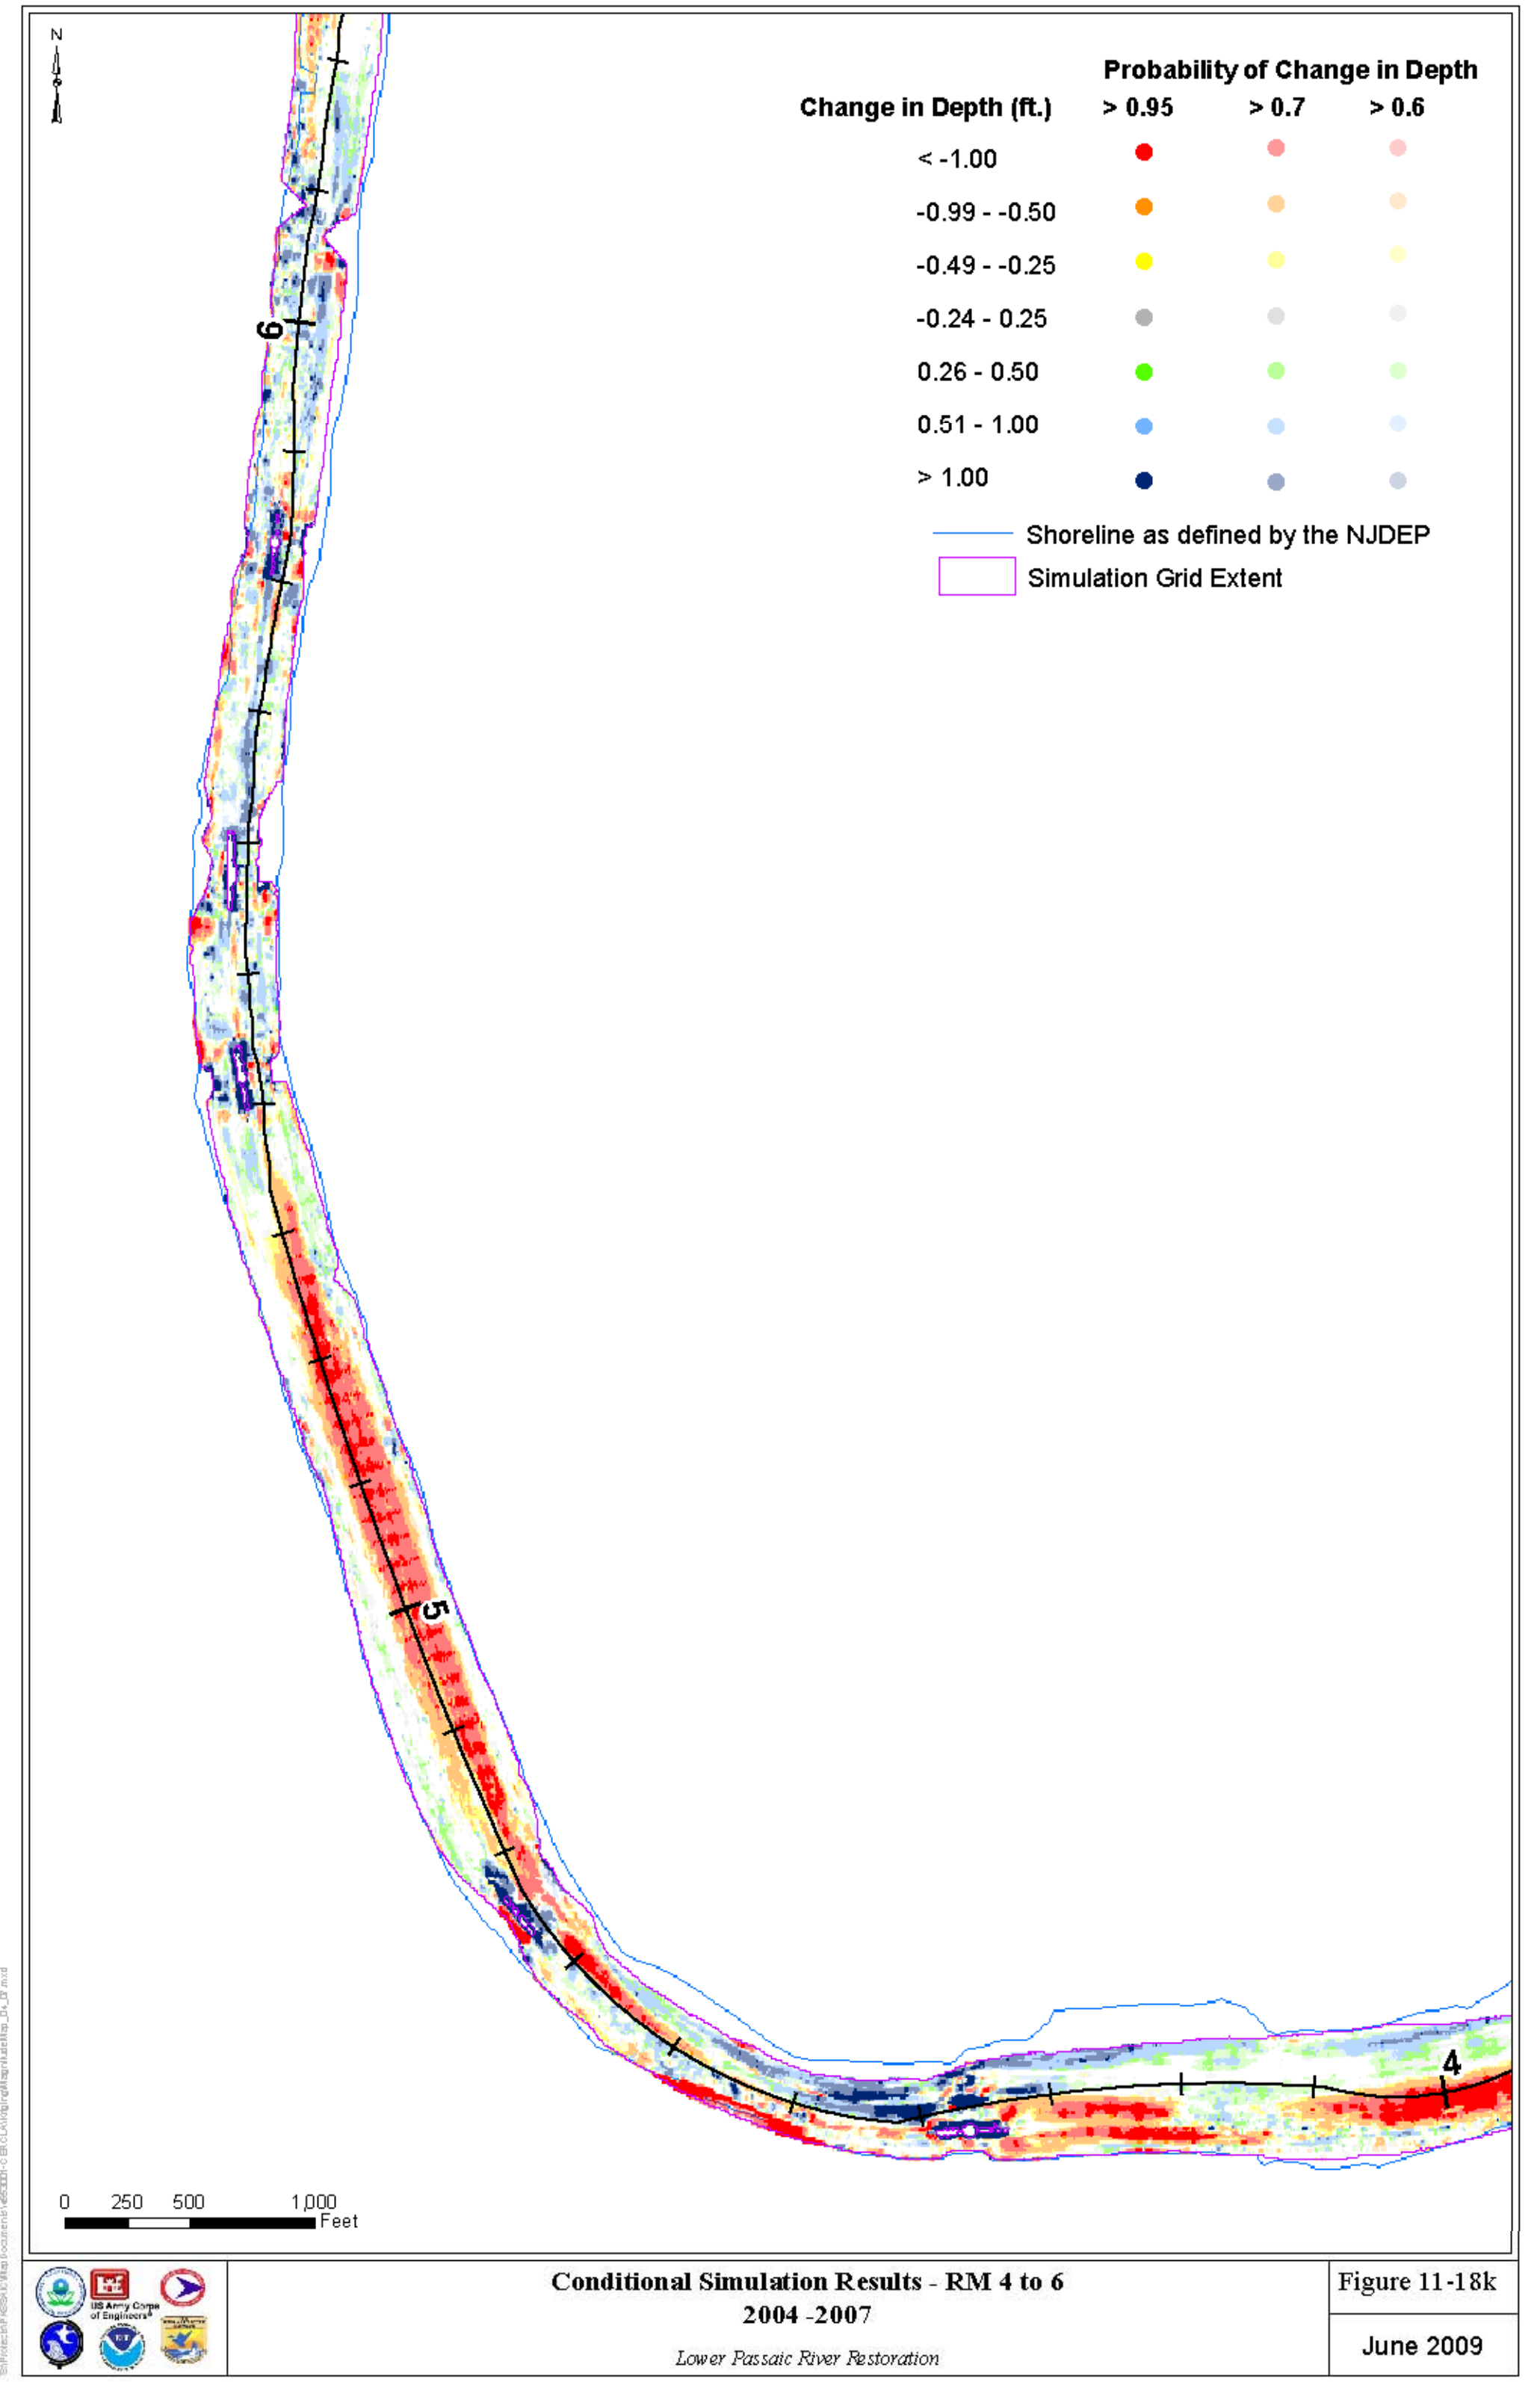 N
Probability of Change in Depth
Change in Depth (ft.) > 0.95 > 0.7 > 0.6
< -1.00
-0.99 - -0.50
-0.49 - -0.25
-0.24 - 0.25
0.26 - 0.50
0.51 - 1.00
> 1.00
Shoreline as defined by the NJDEP
Simulation Grid Extent
6
5
4
0 250 500 1,000
Feet
US Army Corps
of Engineers®
Conditional Simulation Results - RM 4 to 6
2004 -2007
Lower Passaic River Restoration
Figure 11-18k
June 2009